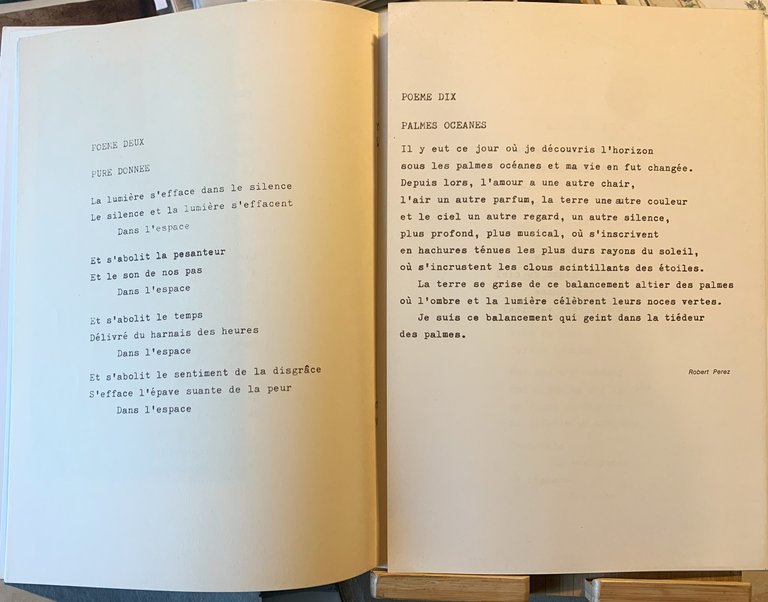 POEME DEUX
PURE DONNEE
La lumière s'efface dans le silence
Le silence et la lumière s'effacent
Dans l'espace
Et s'abolit la pesanteur
Et le son de nos pas
Dans l'espace
Et s'abolit le temps
Délivré du harnais des heures
Dans l'espace
Et s'abolit le sentiment de la disgrâce
S'efface l'épave suante de la peur
Dans l'espace
POEME DIX
PALMES OCEANES
Il y eut ce jour où je découvris l'horizon
sous les palmes océanes et ma vie en fut changée.
Depuis lors, l'amour a une autre chair,
l'air un autre parfum, la terre une autre couleur
et le ciel un autre regard, un autre silence,
plus profond, plus musical, où s'inscrivent
en hachures ténues les plus durs rayons du soleil,
où s'incrustent les clous scintillants des étoiles.
La terre se grise de ce balancement altier des palmes
où l'ombre et la lumière célèbrent leurs noces vertes.
Je suis ce balancement qui geint dans la tiédeur
des palmes.
Robert Perez